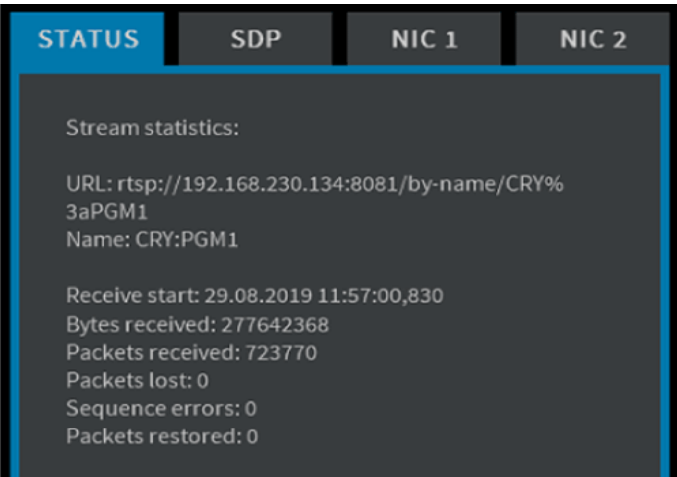 STATUS SDP NIC 1 NIC 2
Stream statistics:
URL: rtsp://192.168.230.134:8081/by-name/CRY%
3aPGM1
Name: CRY:PGM1
Receive start: 29.08.2019 11:57:00,830
Bytes received: 277642368
Packets received: 723770
Packets lost: 0
Sequence errors: 0
Packets restored: 0